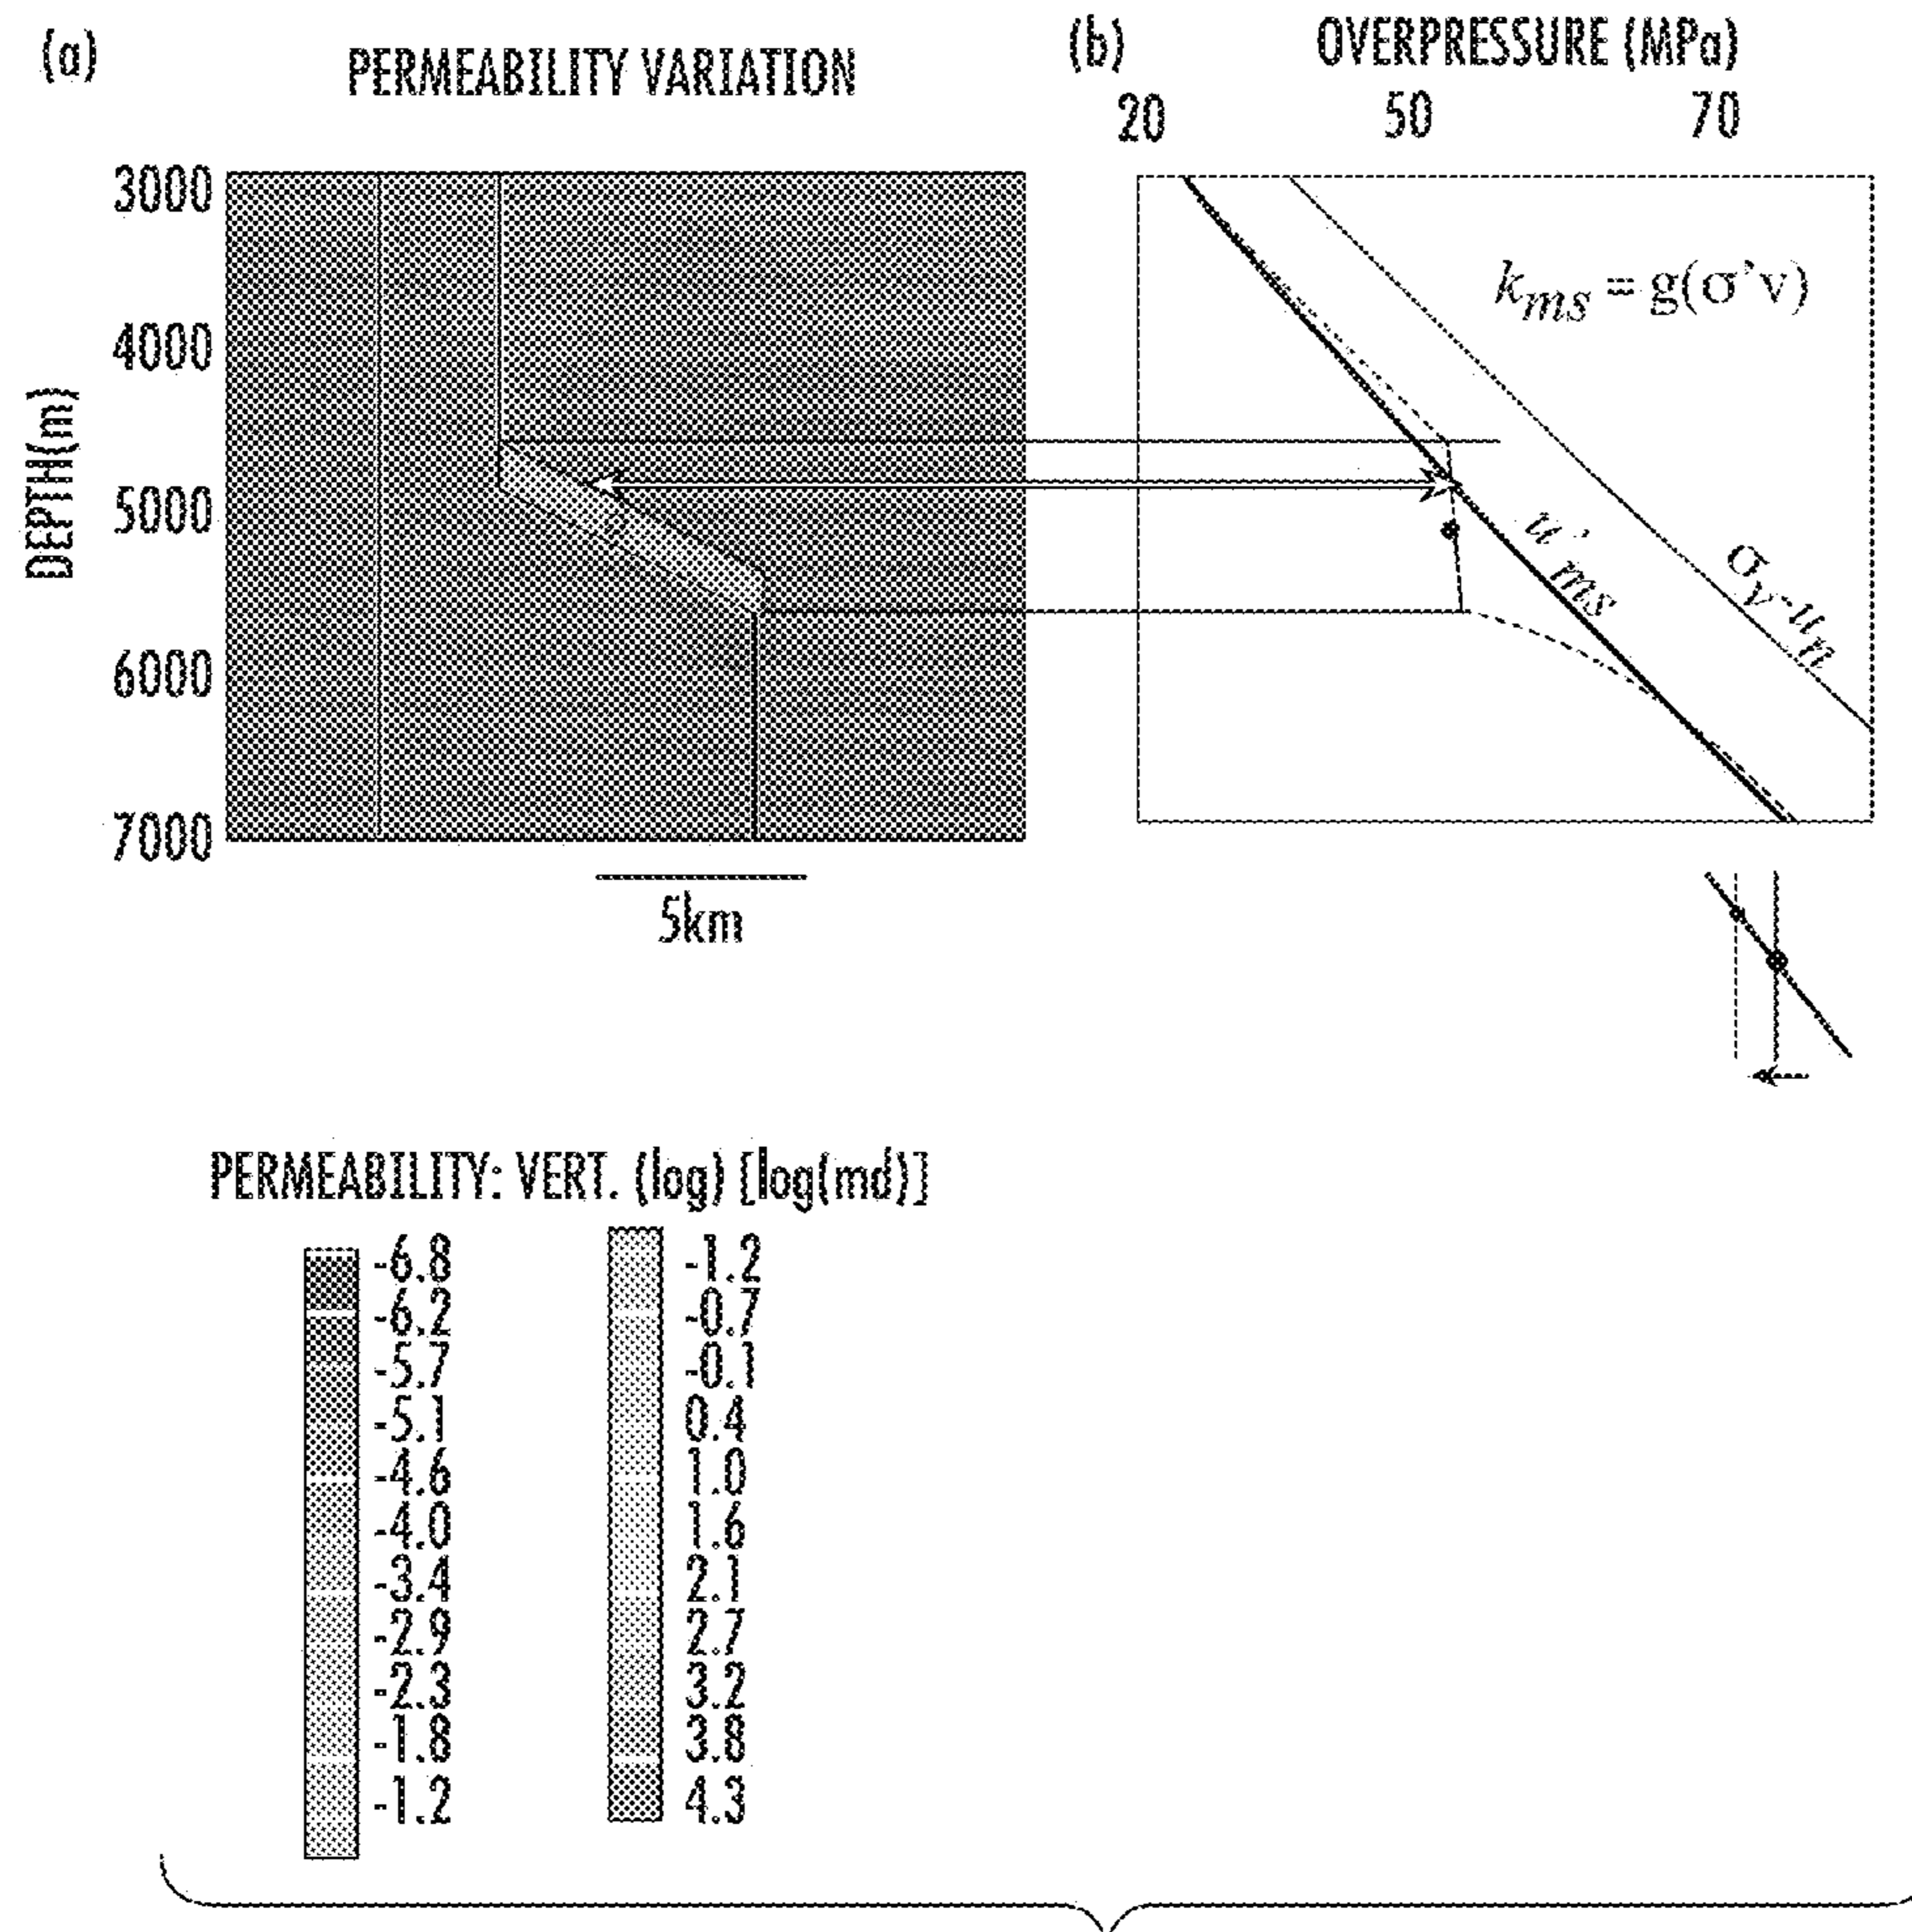 (a)
PERMEABILITY VARIATION
(b)
OVERPRESSURE (MPa)
20 50 70
3000
4000
5000
6000
7000
DEPTH(m)
k_ms = g(σ'v)
u*ms
σv-un
5km
PERMEABILITY: VERT. (log) [log(md)]
-6.8
-6.2
-5.7
-5.1
-4.6
-4.0
-3.4
-2.9
-2.3
-1.8
-1.2
-1.2
-0.7
-0.1
0.4
1.0
1.6
2.1
2.7
3.2
3.8
4.3